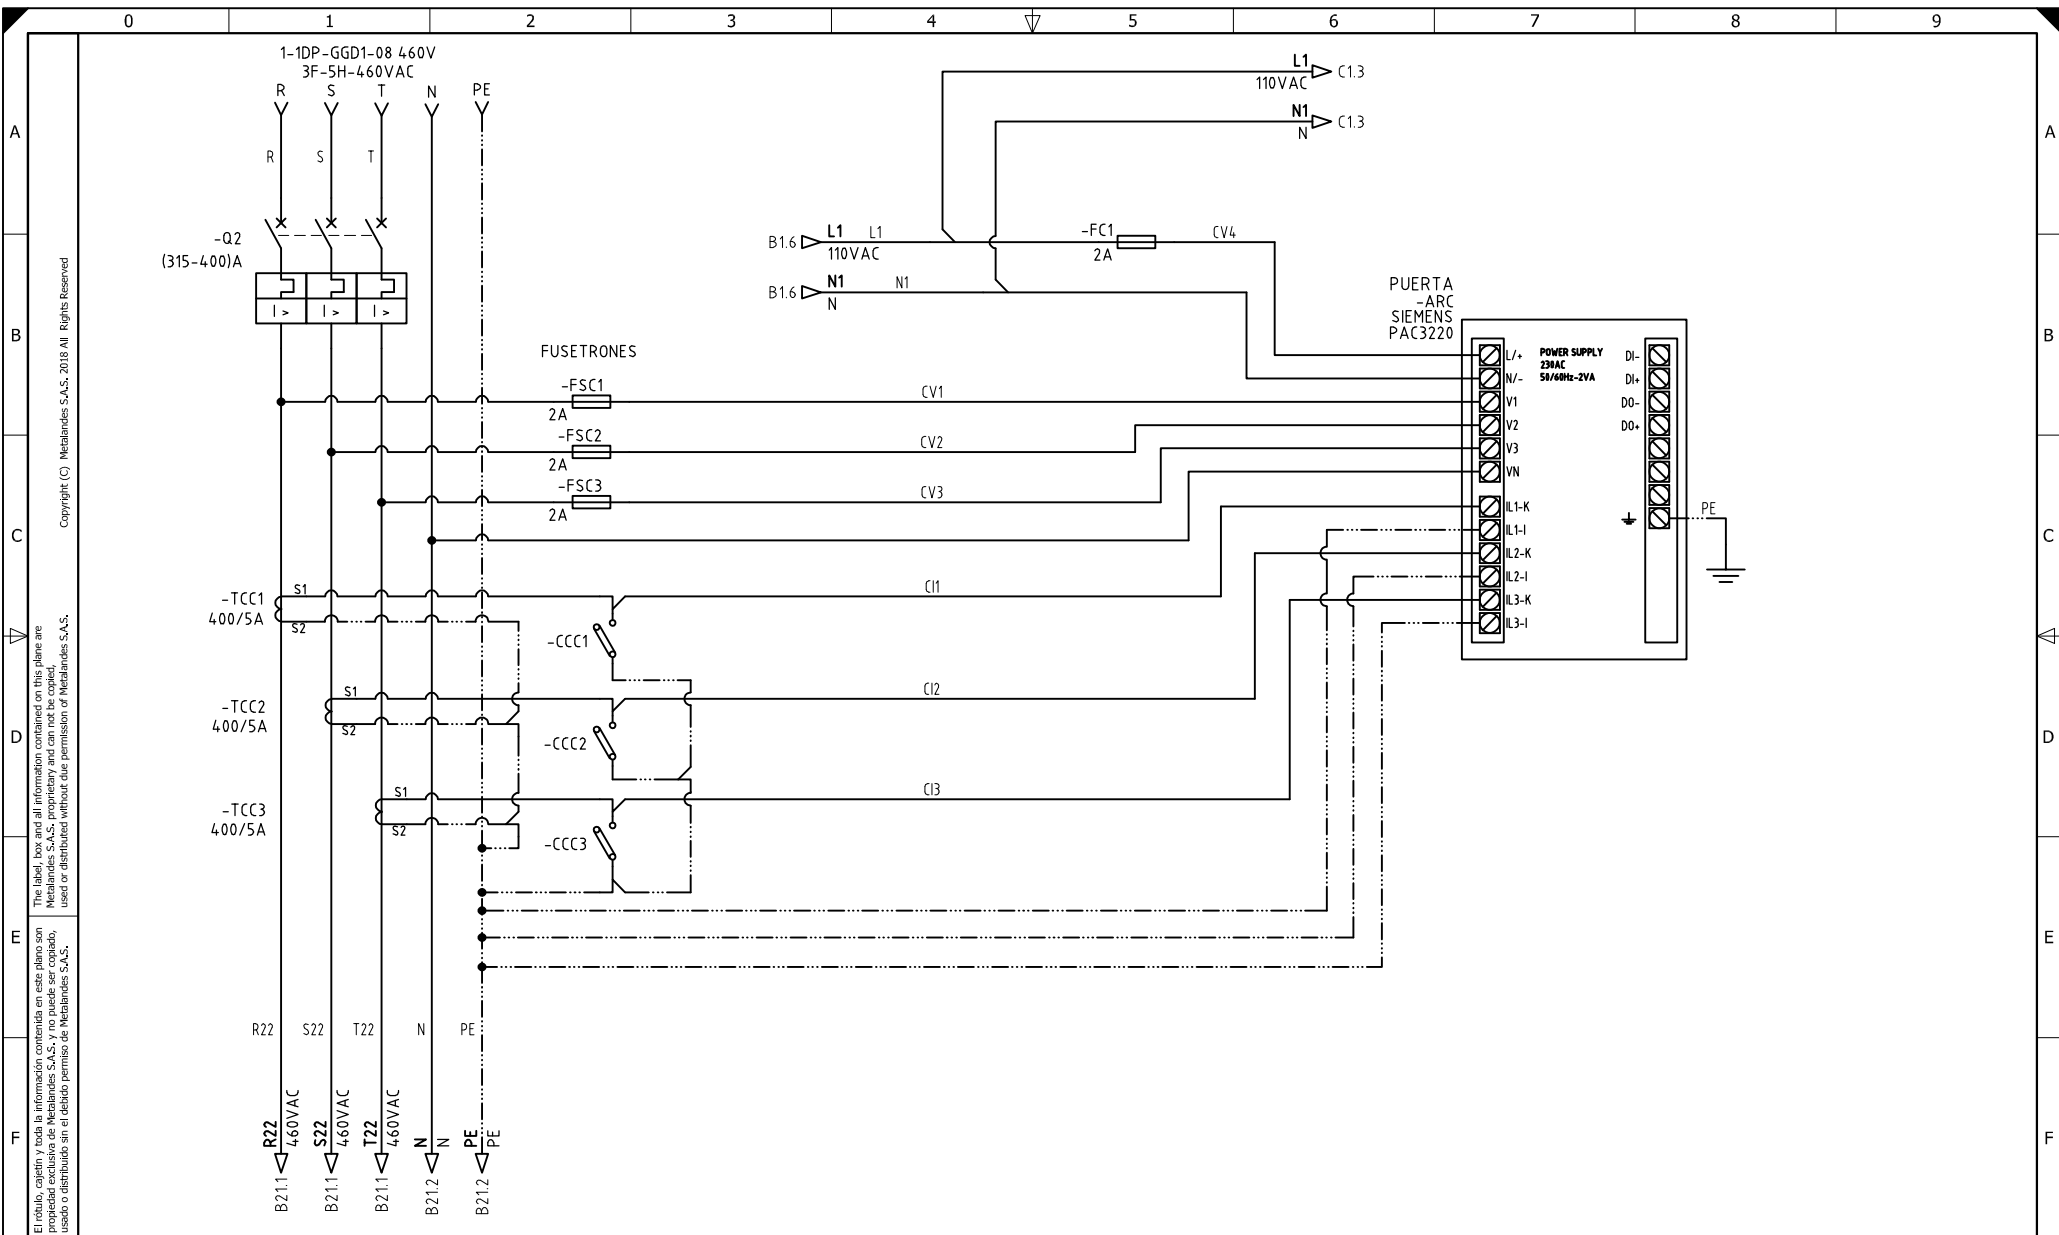 0 1 2 3 4 5 6 7 8 9
1-1DP-GGD1-08 460V
3F-5H-460VAC
R S T N PE
R S T
A
A
L1
110VAC
C1.3
N1
N
C1.3
-Q2
(315-400)A
I > I > I >
B1.6
L1
110VAC
L1
-FC1
2A
CV4
B1.6
N1
N
N1
PUERTA
-ARC
SIEMENS
PAC3220
B
B
FUSETRONES
-FSC1
2A
CV1
-FSC2
2A
CV2
-FSC3
2A
CV3
POWER SUPPLY
230AC
50/60Hz-2VA
L/+
N/-
V1
V2
V3
VN
IL1-K
IL1-I
IL2-K
IL2-I
IL3-K
IL3-I
DI-
DI+
DO-
DO+
PE
C
C
-TCC1
400/5A
S1
S2
-CCC1
CI1
-TCC2
400/5A
S1
S2
-CCC2
CI2
D
D
-TCC3
400/5A
S1
S2
-CCC3
CI3
E
E
R22 S22 T22 N PE
F
F
R22
460VAC
B21.1
S22
460VAC
B21.1
T22
460VAC
B21.1
N
N
B21.2
PE
PE
B21.2
Copyright (C) Metalandes S.A.S. 2018 All Rights Reserved
The label, box and all information contained on this plane are
Metalandes S.A.S. proprietary and can not be copied,
used or distributed without due permission of Metalandes S.A.S.
El rótulo, cajetín y toda la información contenida en este plano son
propiedad exclusiva de Metalandes S.A.S. y no puede ser copiado,
usado o distribuido sin el debido permiso de Metalandes S.A.S.